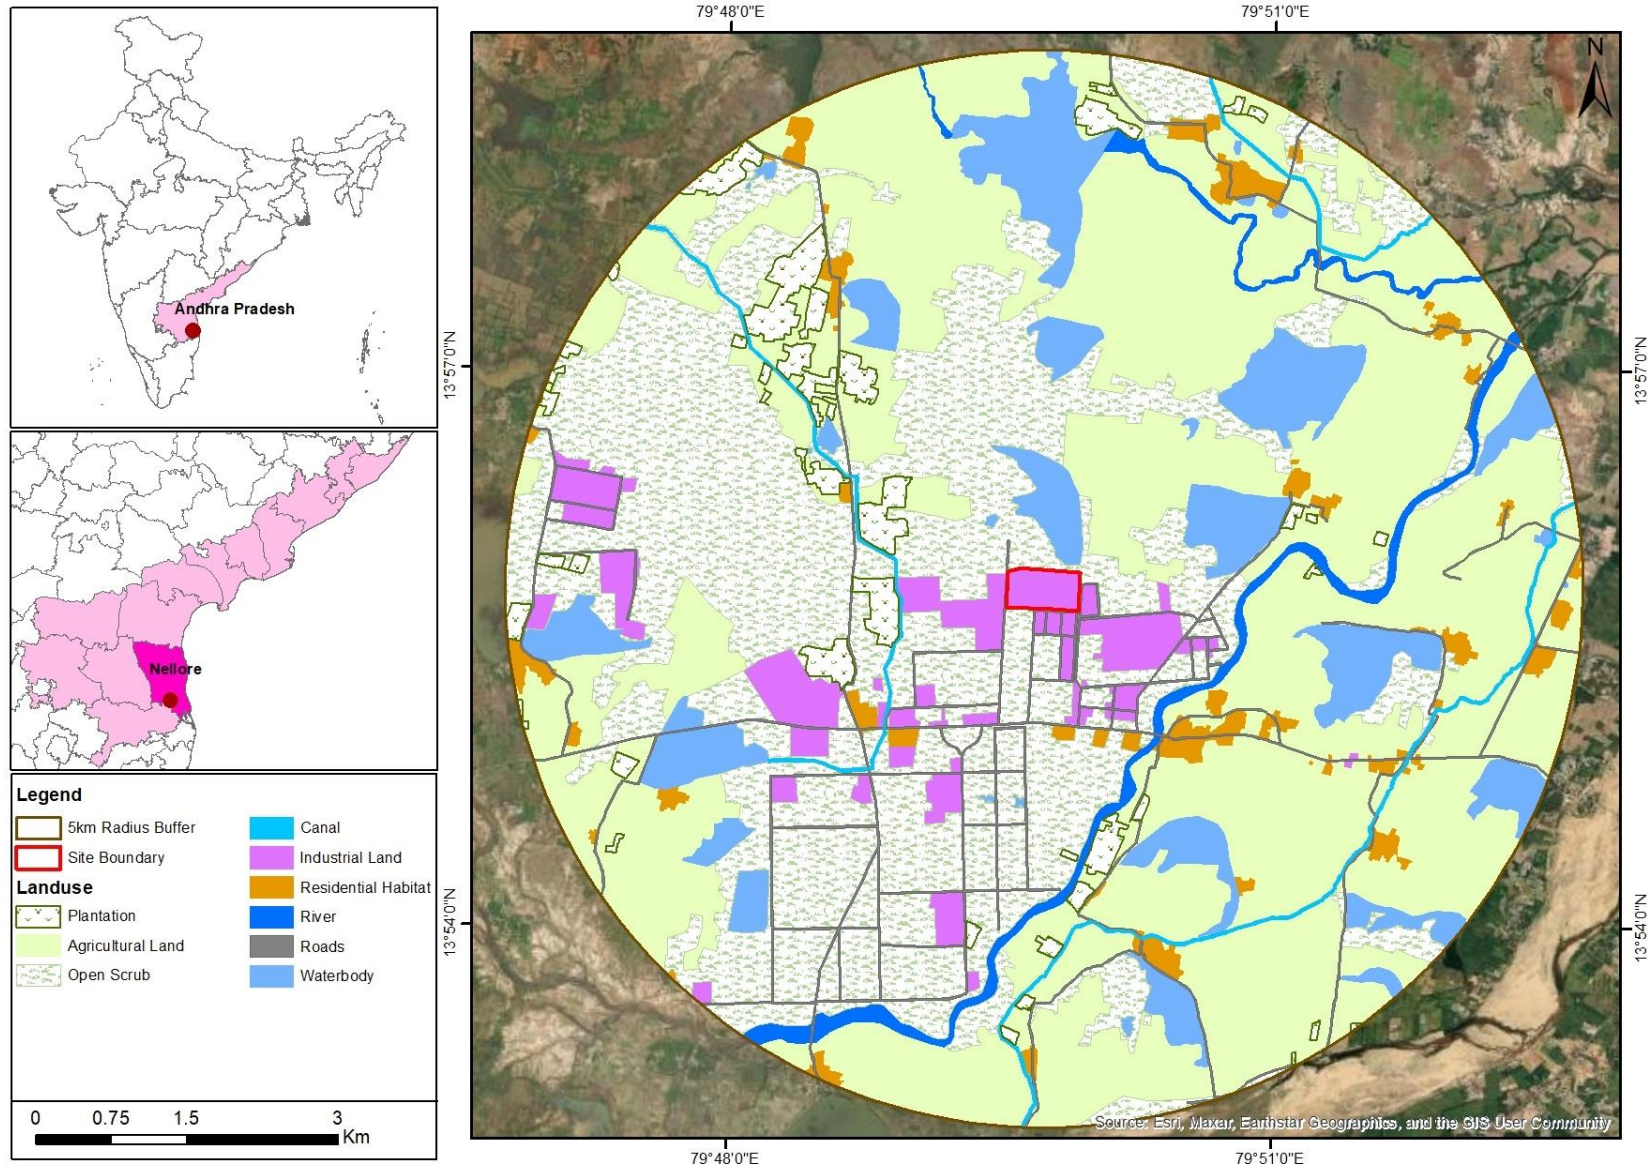 Andhra Pradesh
Nellore
Legend
5km Radius Buffer
Site Boundary
Landuse
Plantation
Agricultural Land
Open Scrub
Canal
Industrial Land
Residential Habitat
River
Roads
Waterbody
0 0.75 1.5 3
Km
79°48'0"E 79°51'0"E
N
13°57'0"N 13°57'0"N
13°54'0"N 13°54'0"N
Source: Esri, Maxar, Earthstar Geographics, and the GIS User Community
79°48'0"E 79°51'0"E